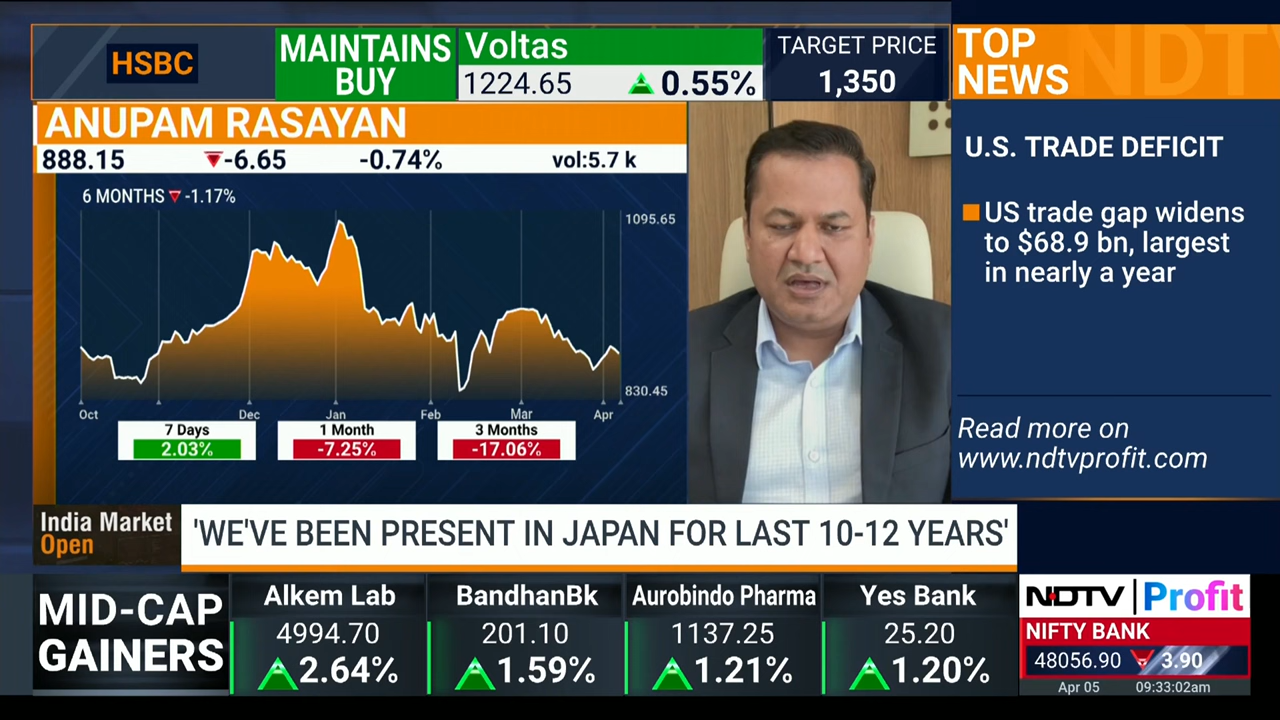 HSBC
MAINTAINS
BUY
Voltas
1224.65 0.55%
TARGET PRICE
1,350
TOP
NEWS
NDTV
ANUPAM RASAYAN
888.15 -6.65 -0.74% vol:5.7 k
6 MONTHS -1.17%
1095.65
830.45
Oct Dec Jan Feb Mar Apr
7 Days
2.03%
1 Month
-7.25%
3 Months
-17.06%
U.S. TRADE DEFICIT
US trade gap widens
to $68.9 bn, largest
in nearly a year
Read more on
www.ndtvprofit.com
India Market
Open
'WE'VE BEEN PRESENT IN JAPAN FOR LAST 10-12 YEARS'
MID-CAP
GAINERS
Alkem Lab
4994.70
2.64%
BandhanBk
201.10
1.59%
Aurobindo Pharma
1137.25
1.21%
Yes Bank
25.20
1.20%
NDTV Profit
NIFTY BANK
48056.90 3.90
Apr 05 09:33:02am